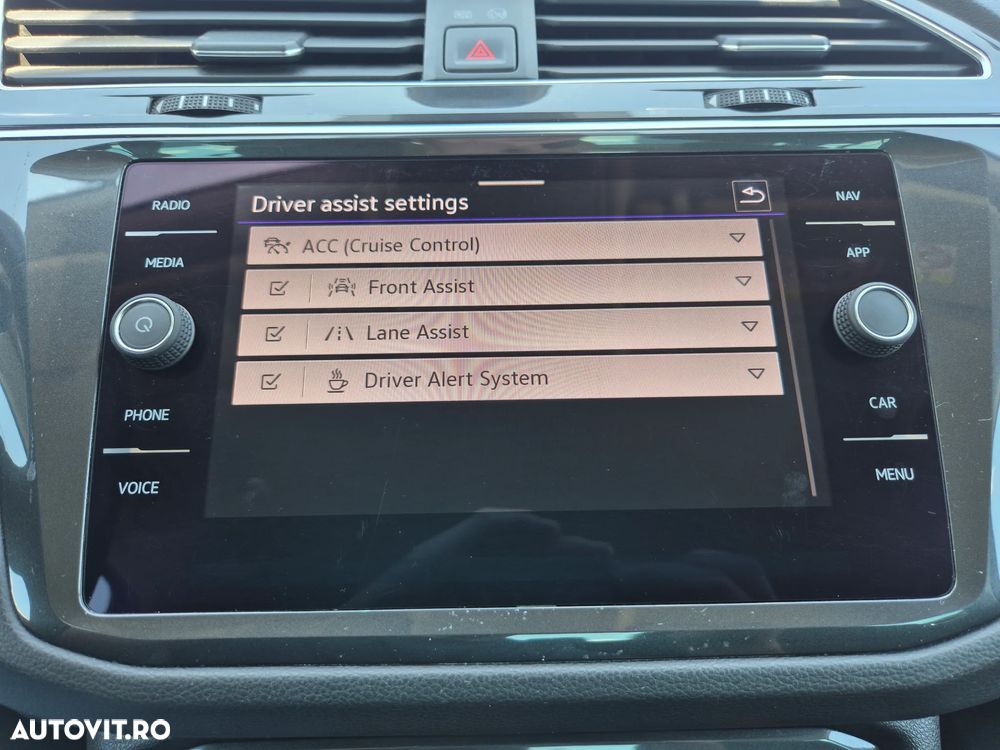 RADIO
MEDIA
PHONE
VOICE
Driver assist settings
ACC (Cruise Control)
Front Assist
Lane Assist
Driver Alert System
NAV
APP
CAR
MENU
AUTOVIT.RO